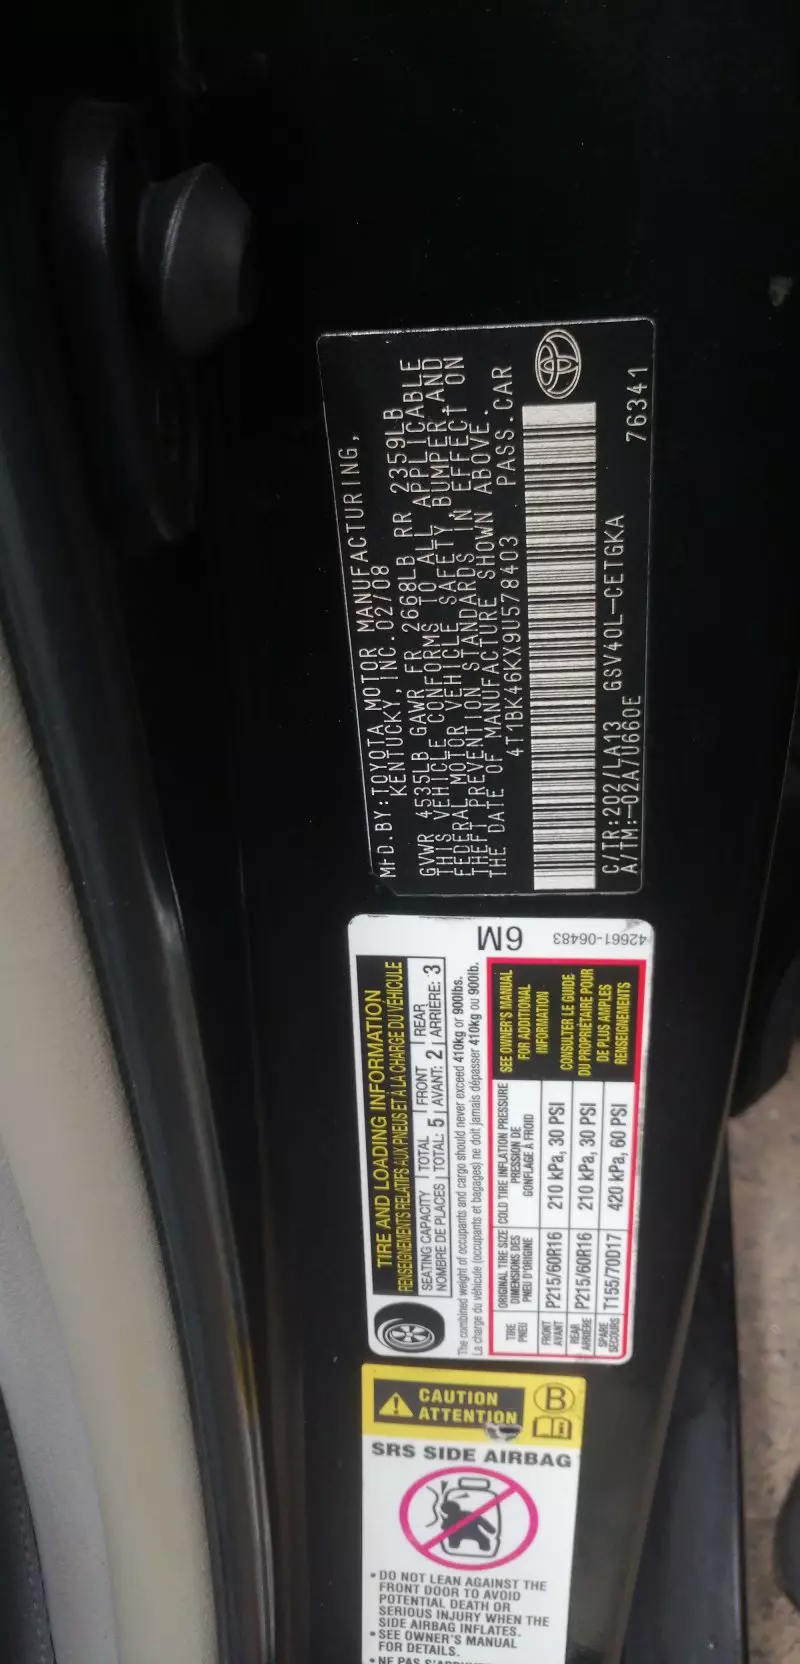 MFD.BY:TOYOTA MOTOR MANUFACTURING,
KENTUCKY,INC.02/08
GVWR 4535LB GAWR FR 2668LB RR 2359LB
THIS VEHICLE CONFORMS TO ALL APPLICABLE
FEDERAL MOTOR VEHICLE SAFETY,BUMPER,AND
THEFT PREVENTION STANDARDS IN EFFECT ON
THE DATE OF MANUFACTURE SHOWN ABOVE.
4T1BK46KX9U578403 PASS.CAR
C/TR:202/LA13 GSV40L-CETGKA
A/TM:-02A/U660E 76341
6M
42661-06483
TIRE AND LOADING INFORMATION
RENSEIGNEMENTS RELATIFS AUX PNEUS ET À LA CHARGE DU VÉHICULE
SEATING CAPACITY TOTAL FRONT REAR
NOMBRE DE PLACES TOTAL: 5 AVANT: 2 ARRIÈRE: 3
The combined weight of occupants and cargo should never exceed 410kg or 900lbs.
La charge du véhicule (occupants et bagages) ne doit jamais dépasser 410kg ou 900lb.
TIRE
PNEU
ORIGINAL TIRE SIZE
DIMENSIONS DES
PNEU D'ORIGINE
COLD TIRE INFLATION PRESSURE
PRESSION DE
GONFLAGE À FROID
FRONT
AVANT
P215/60R16 210 kPa, 30 PSI
REAR
ARRIÈRE
P215/60R16 210 kPa, 30 PSI
SPARE
SECOURS
T155/70D17 420 kPa, 60 PSI
SEE OWNER'S MANUAL
FOR ADDITIONAL
INFORMATION
CONSULTER LE GUIDE
DU PROPRIÉTAIRE POUR
DE PLUS AMPLES
RENSEIGNEMENTS
CAUTION
ATTENTION
B
SRS SIDE AIRBAG
• DO NOT LEAN AGAINST THE
FRONT DOOR TO AVOID
POTENTIAL DEATH OR
SERIOUS INJURY WHEN THE
SIDE AIRBAG INFLATES.
• SEE OWNER'S MANUAL
FOR DETAILS.
• NE PAS S'APPUYER